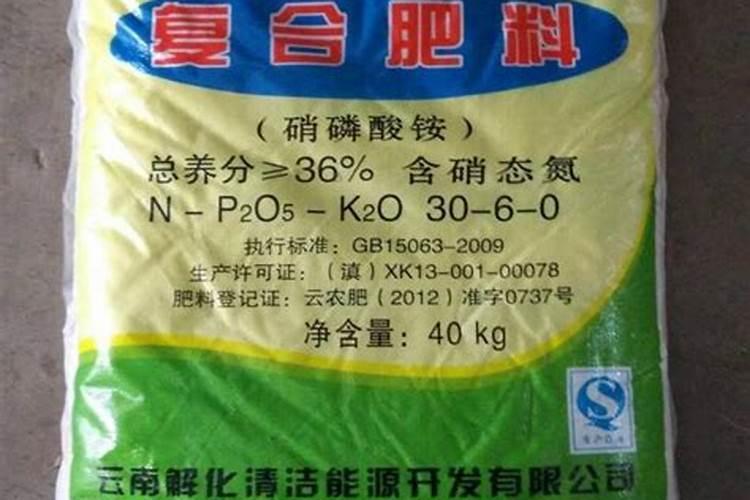 复合肥料
（硝磷酸铵）
总养分≥36% 含硝态氮
N-P2O5-K2O 30-6-0
执行标准：GB15063-2009
生产许可证：（滇）XK13-001-00078
肥料登记证：云农肥（2012）准字0737号
净含量：40kg
云南解化清洁能源开发有限公司